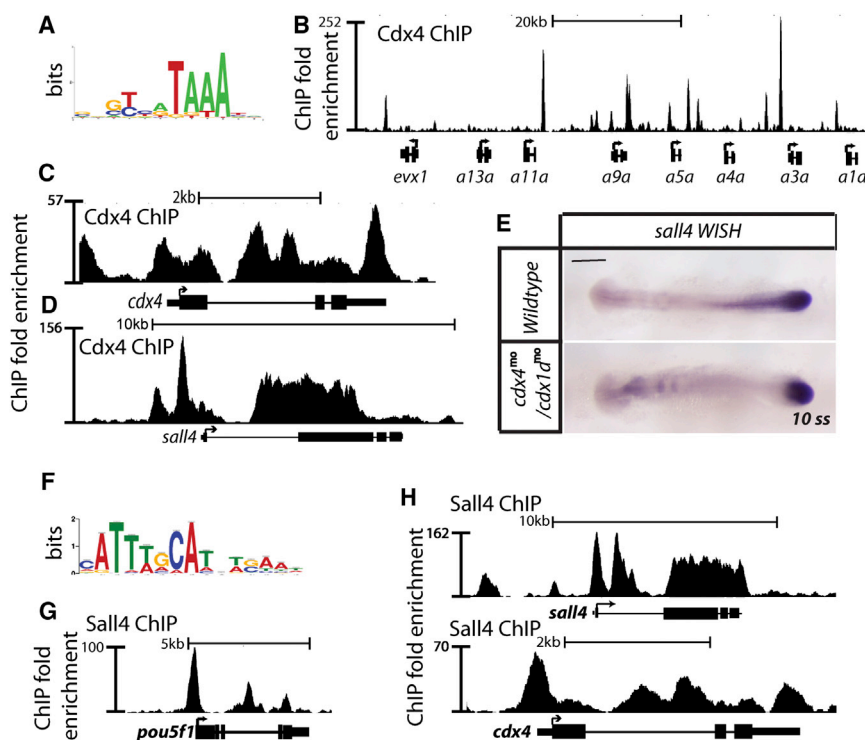 A
bits
B
252
Cdx4 ChIP
20kb
ChIP fold
enrichment
evx1 a13a a11a a9a a5a a4a a3a a1a
C
57
Cdx4 ChIP
2kb
cdx4
D
156
Cdx4 ChIP
10kb
sall4
ChIP fold enrichment
E
sall4 WISH
Wildtype
cdx4mo
/cdx1amo
10 ss
F
2
1
0
bits
G
Sall4 ChIP
100
5kb
ChIP fold
enrichment
pou5f1
H
Sall4 ChIP
162
10kb
sall4
Sall4 ChIP
70
2kb
cdx4
ChIP fold enrichment